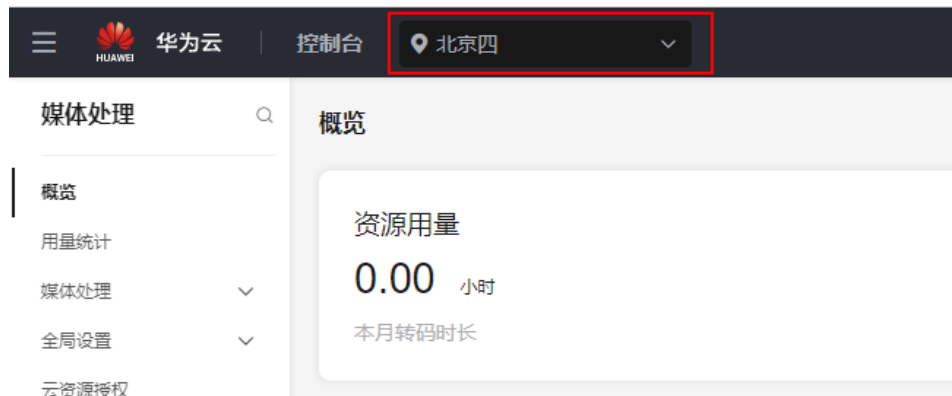 HUAWEI 华为云 控制台 北京四
媒体处理
概览
概览
用量统计
媒体处理
全局设置
云资源授权
资源用量
0.00 小时
本月转码时长